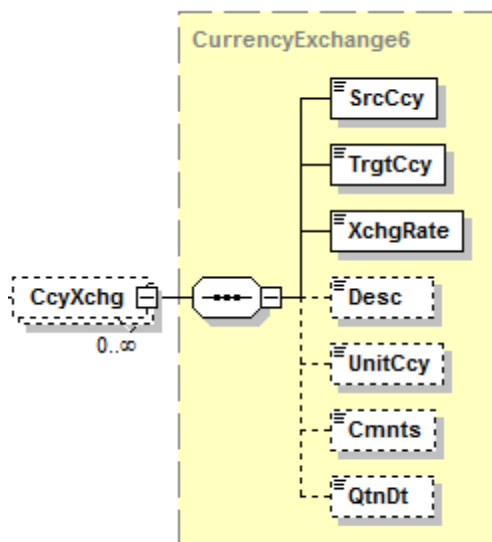 CurrencyExchange6
SrcCcy
TrgtCcy
XchgRate
CcyXchg
0..∞
Desc
UnitCcy
Cmnts
QtnDt